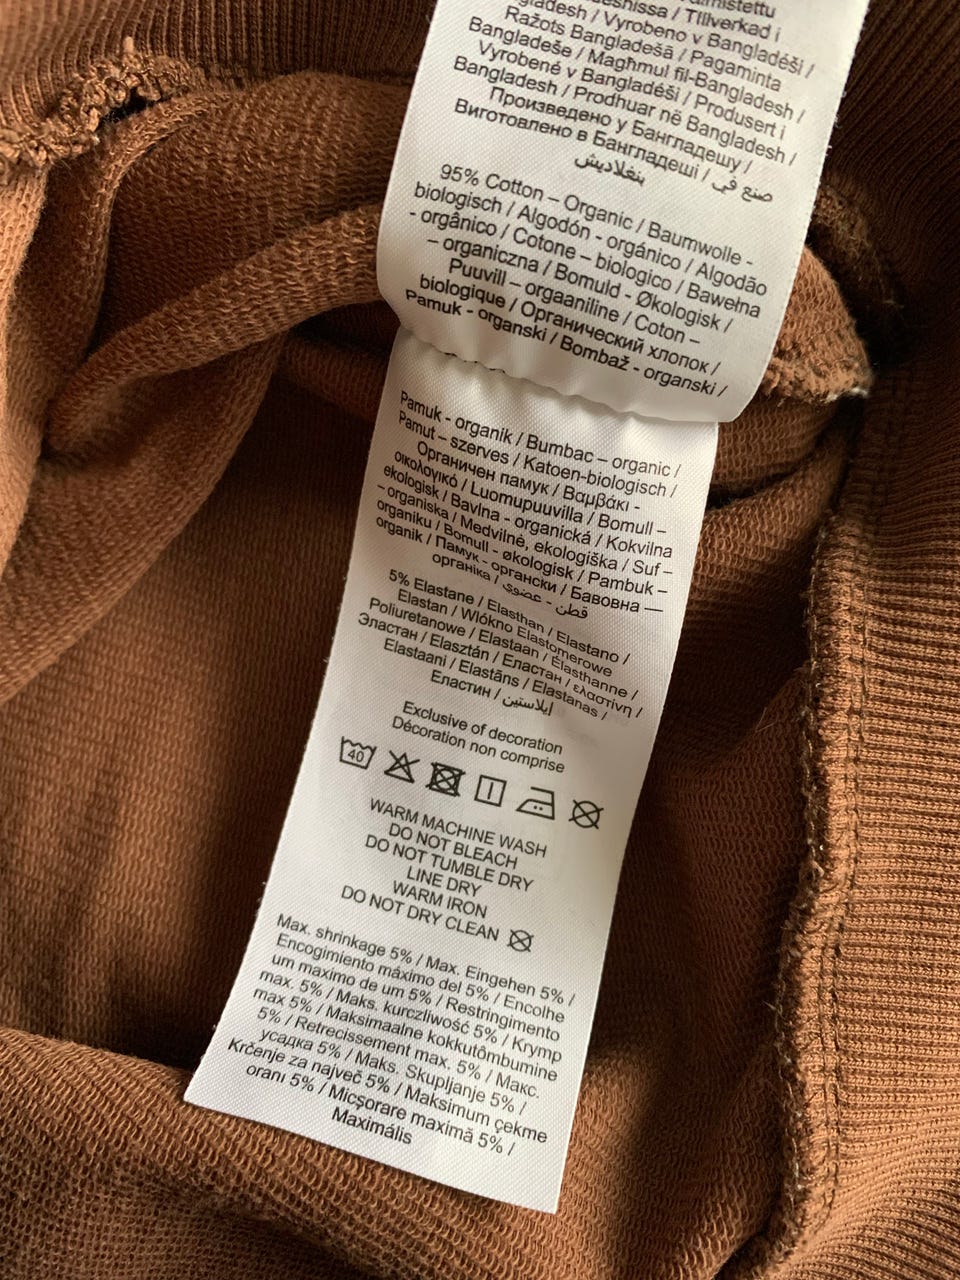 Tillverkad i
Bangladesh / Vyrobeno v Bangladéši /
Ražots Bangladešā / Pagaminta
Bangladeše / Maghmul fil-Bangladesh /
Vyrobené v Bangladéši / Produsert i
Bangladesh / Prodhuar në Bangladesh /
Произведено у Бангладешу /
Виготовлено в Бангладеші / صنع في
بنغلاديش
95% Cotton – Organic / Baumwolle -
biologisch / Algodón - orgánico / Algodão
- orgânico / Cotone – biologico / Bawełna
– organiczna / Bomuld - Økologisk /
Puuvill – orgaaniline / Coton –
biologique / Органический хлопок /
Pamuk - organski / Bombaž - organski /
Pamuk - organik / Bumbac – organic /
Pamut – szerves / Katoen-biologisch /
Органичен памук / Βαμβάκι -
οικολογικό / Luomupuuvilla / Bomull –
ekologisk / Bavlna - organická / Kokvilna
– organiska / Medvilnė, ekologiška / Suf –
organiku / Bomull - økologisk / Pambuk –
organik / Памук - органски / Бавовна —
органіка / قطن - عضوي
5% Elastane / Elasthan / Elastano /
Elastan / Włókno Elastomerowe
Poliuretanowe / Elastaan / Élasthanne /
Эластан / Elasztán / Еластан / ελαστίνη /
Elastaani / Elastāns / Elastanas /
Еластин / إيلاستين
Exclusive of decoration
Décoration non comprise
40
WARM MACHINE WASH
DO NOT BLEACH
DO NOT TUMBLE DRY
LINE DRY
WARM IRON
DO NOT DRY CLEAN
Max. shrinkage 5% / Max. Eingehen 5% /
Encogimiento máximo del 5% / Encolhe
um maximo de um 5% / Restringimento
max. 5% / Maks. kurczliwość 5% / Krymp
max 5% / Maksimaalne kokkutõmbumine
5% / Retrecissement max. 5% / Макс.
усадка 5% / Maks. Skupljanje 5% /
Krčenje za največ 5% / Maksimum çekme
oranı 5% / Micșorare maximă 5% /
Maximális